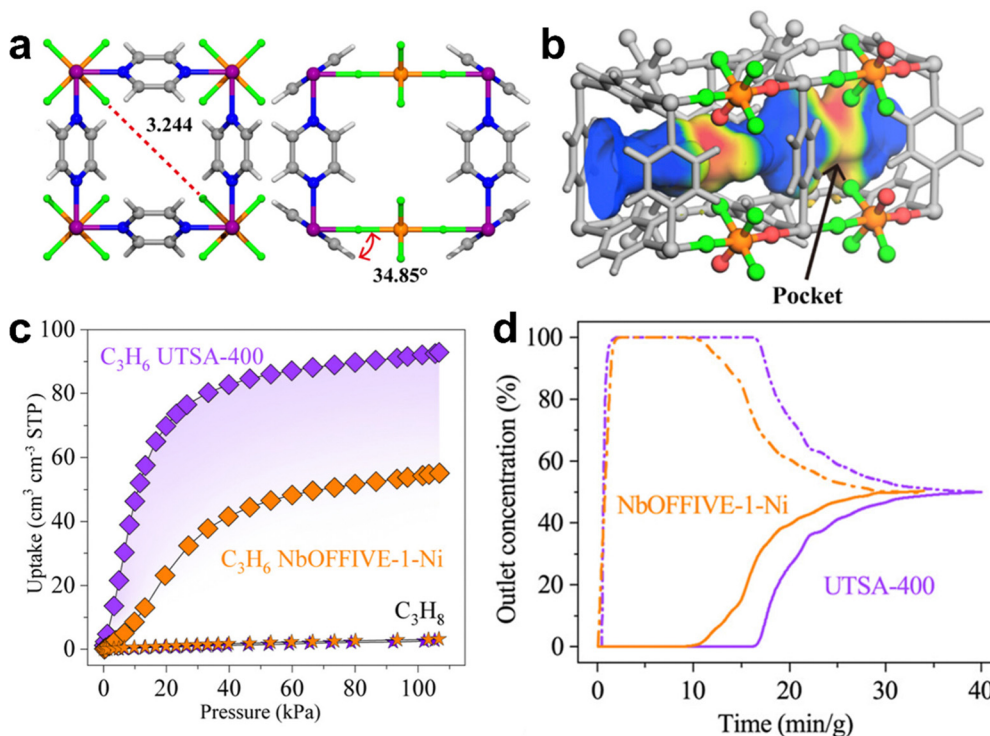 a
3.244
34.85°
b
Pocket
c
Uptake (cm³ cm⁻³ STP)
100
80
60
40
20
0
C₃H₆ UTSA-400
C₃H₆ NbOFFIVE-1-Ni
C₃H₈
0 20 40 60 80 100
Pressure (kPa)
d
Outlet concentration (%)
100
80
60
40
20
0
NbOFFIVE-1-Ni
UTSA-400
0 10 20 30 40
Time (min/g)